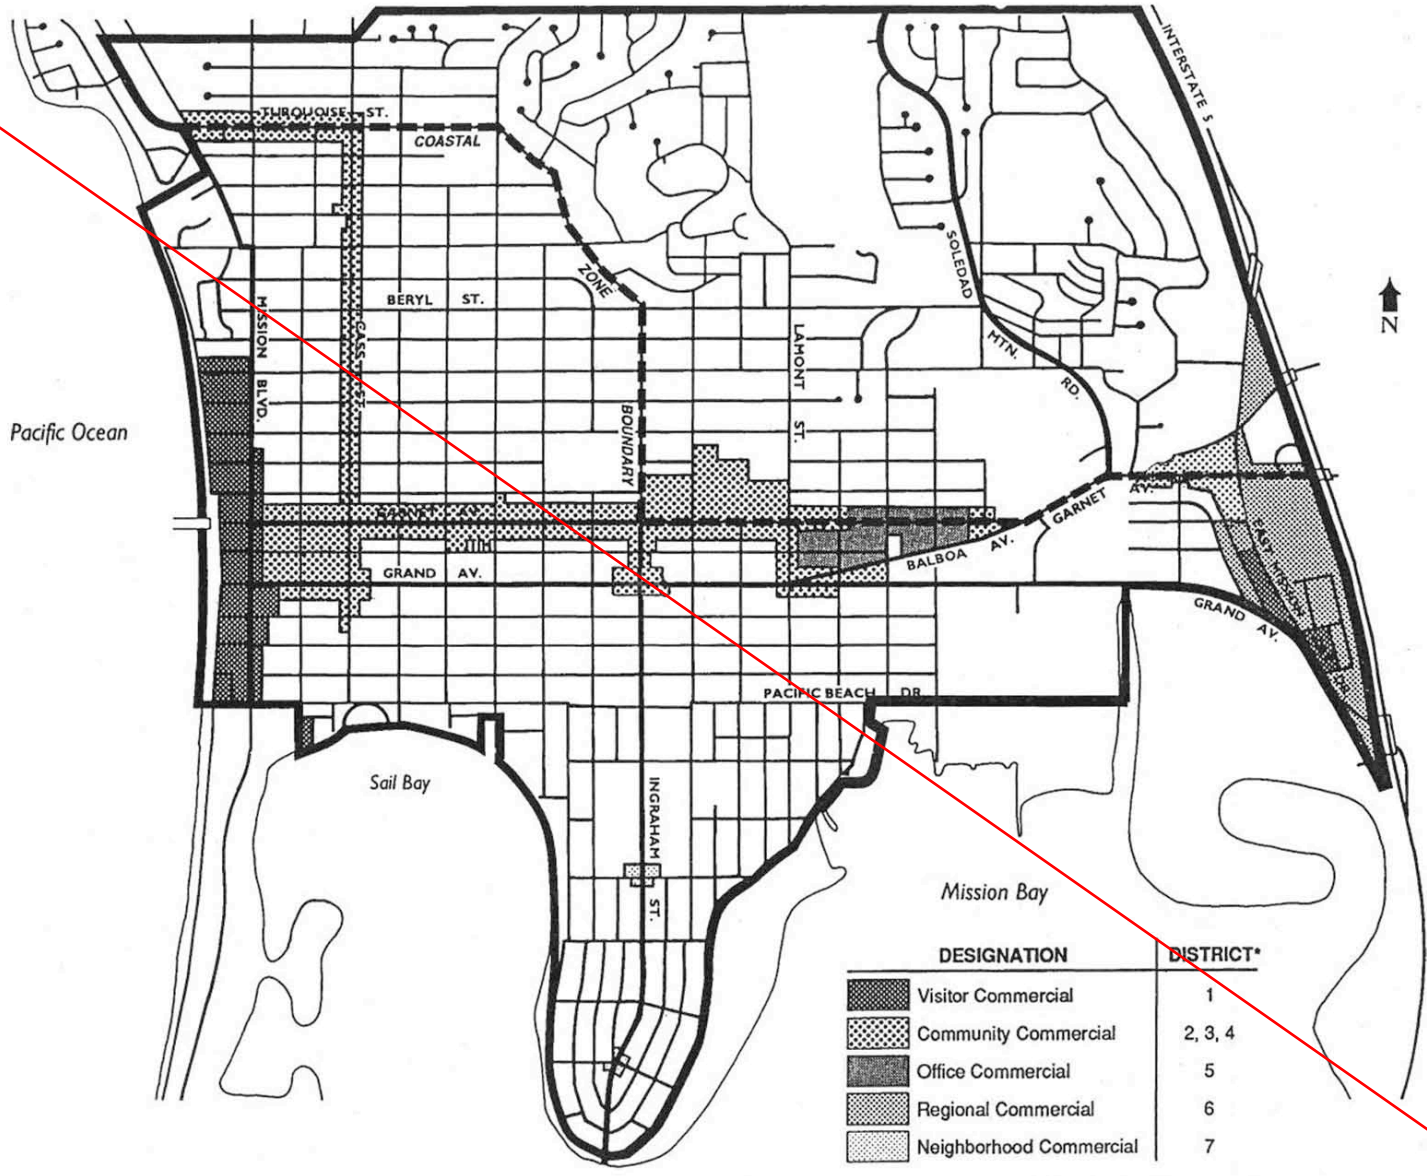 INTERSTATE 5
TURQUOISE ST.
COASTAL
ZONE
BOUNDARY
SOLEDAD MTN. RD.
N
BERYL ST.
MISSION BLVD.
CASS ST.
LAMONT ST.
Pacific Ocean
GARNET AV.
GARNET AV.
BALBOA AV.
GRAND AV.
GRAND AV.
EAST MISSION
PACIFIC BEACH DR.
Sail Bay
INGRAHAM ST.
Mission Bay
DESIGNATION DISTRICT*
Visitor Commercial 1
Community Commercial 2, 3, 4
Office Commercial 5
Regional Commercial 6
Neighborhood Commercial 7